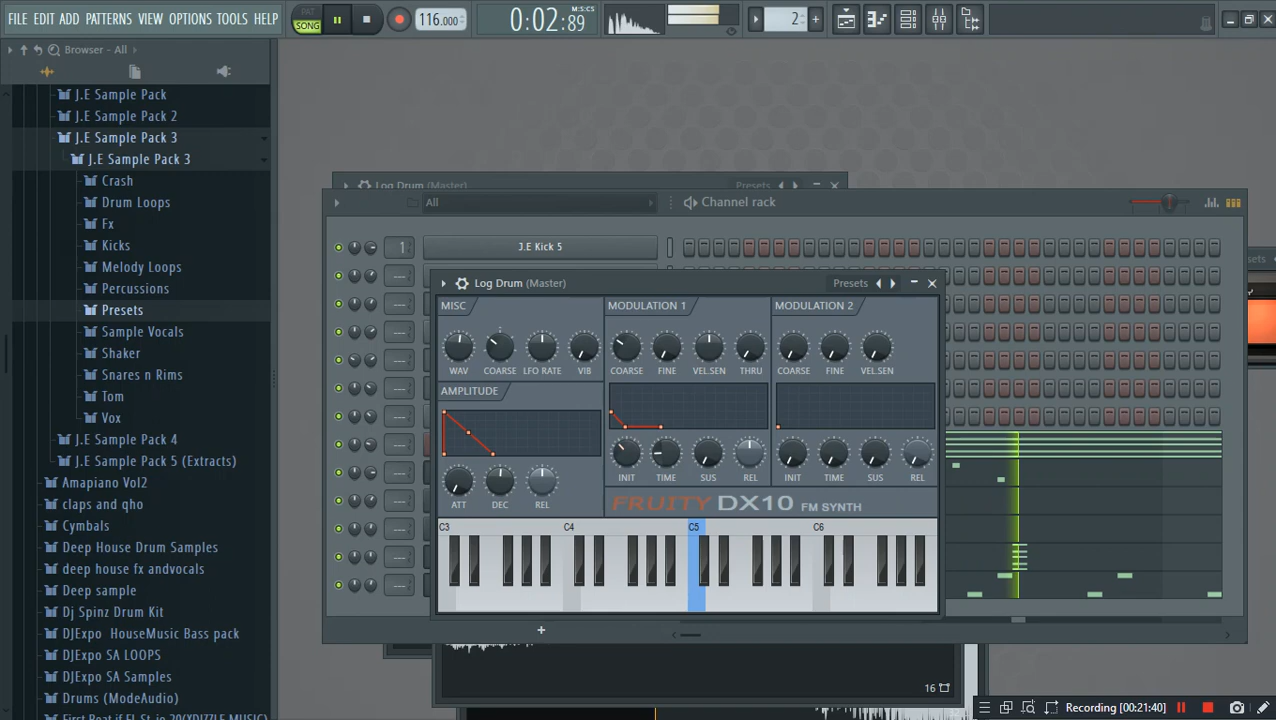 FILE EDIT ADD PATTERNS VIEW OPTIONS TOOLS HELP
PAT
SONG
116.000
M:S:CS
0:02:89
2
Browser - All
J.E Sample Pack
J.E Sample Pack 2
J.E Sample Pack 3
J.E Sample Pack 3
Crash
Drum Loops
Fx
Kicks
Melody Loops
Percussions
Presets
Sample Vocals
Shaker
Snares n Rims
Tom
Vox
J.E Sample Pack 4
J.E Sample Pack 5 (Extracts)
Amapiano Vol2
claps and qho
Cymbals
Deep House Drum Samples
deep house fx andvocals
Deep sample
Dj Spinz Drum Kit
DJExpo HouseMusic Bass pack
DJExpo SA LOOPS
DJExpo SA Samples
Drums (ModeAudio)
Log Drum (Master) Presets
All
Channel rack
1
J.E Kick 5
Log Drum (Master) Presets
MISC
MODULATION 1
MODULATION 2
WAV COARSE LFO RATE VIB
COARSE FINE VEL.SEN THRU
COARSE FINE VEL.SEN
AMPLITUDE
INIT TIME SUS REL
INIT TIME SUS REL
ATT DEC REL
FRUITY DX10 FM SYNTH
C3 C4 C5 C6
16
Recording [00:21:40]